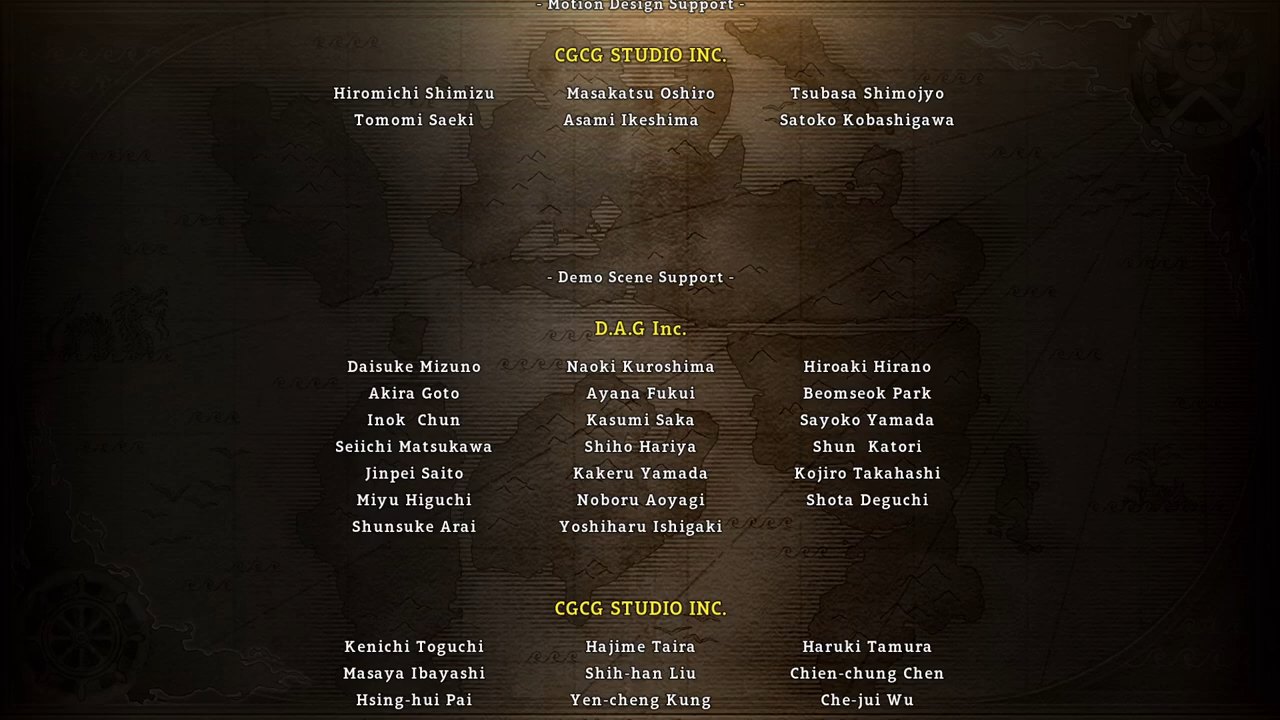 - Motion Design Support -
CGCG STUDIO INC.
Hiromichi Shimizu Masakatsu Oshiro Tsubasa Shimojyo
Tomomi Saeki Asami Ikeshima Satoko Kobashigawa
- Demo Scene Support -
D.A.G Inc.
Daisuke Mizuno Naoki Kuroshima Hiroaki Hirano
Akira Goto Ayana Fukui Beomseok Park
Inok  Chun Kasumi Saka Sayoko Yamada
Seiichi Matsukawa Shiho Hariya Shun  Katori
Jinpei Saito Kakeru Yamada Kojiro Takahashi
Miyu Higuchi Noboru Aoyagi Shota Deguchi
Shunsuke Arai Yoshiharu Ishigaki
CGCG STUDIO INC.
Kenichi Toguchi Hajime Taira Haruki Tamura
Masaya Ibayashi Shih-han Liu Chien-chung Chen
Hsing-hui Pai Yen-cheng Kung Che-jui Wu